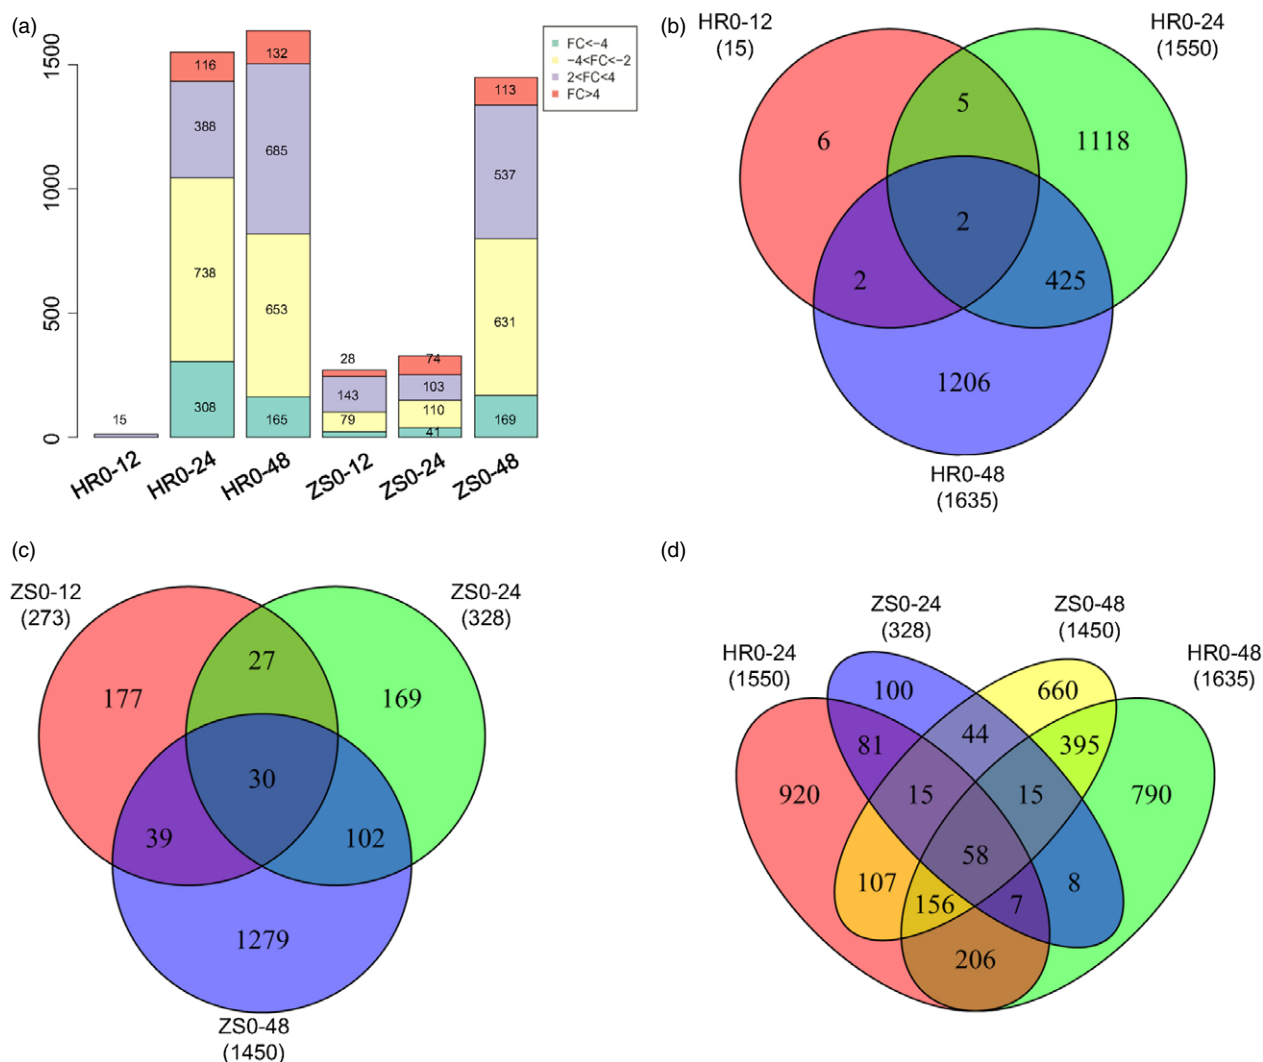 (a)
1500
1000
500
0
15
116
388
738
308
132
685
653
165
28
143
79
74
103
110
41
113
537
631
169
HR0-12
HR0-24
HR0-48
ZS0-12
ZS0-24
ZS0-48
FC<-4
-4<FC<-2
2<FC<4
FC>4
(b)
HR0-12
(15)
HR0-24
(1550)
6
5
1118
2
2
425
1206
HR0-48
(1635)
(c)
ZS0-12
(273)
ZS0-24
(328)
177
27
169
30
39
102
1279
ZS0-48
(1450)
(d)
HR0-24
(1550)
ZS0-24
(328)
ZS0-48
(1450)
HR0-48
(1635)
100
660
81
44
395
920
15
15
790
58
107
156
7
8
206